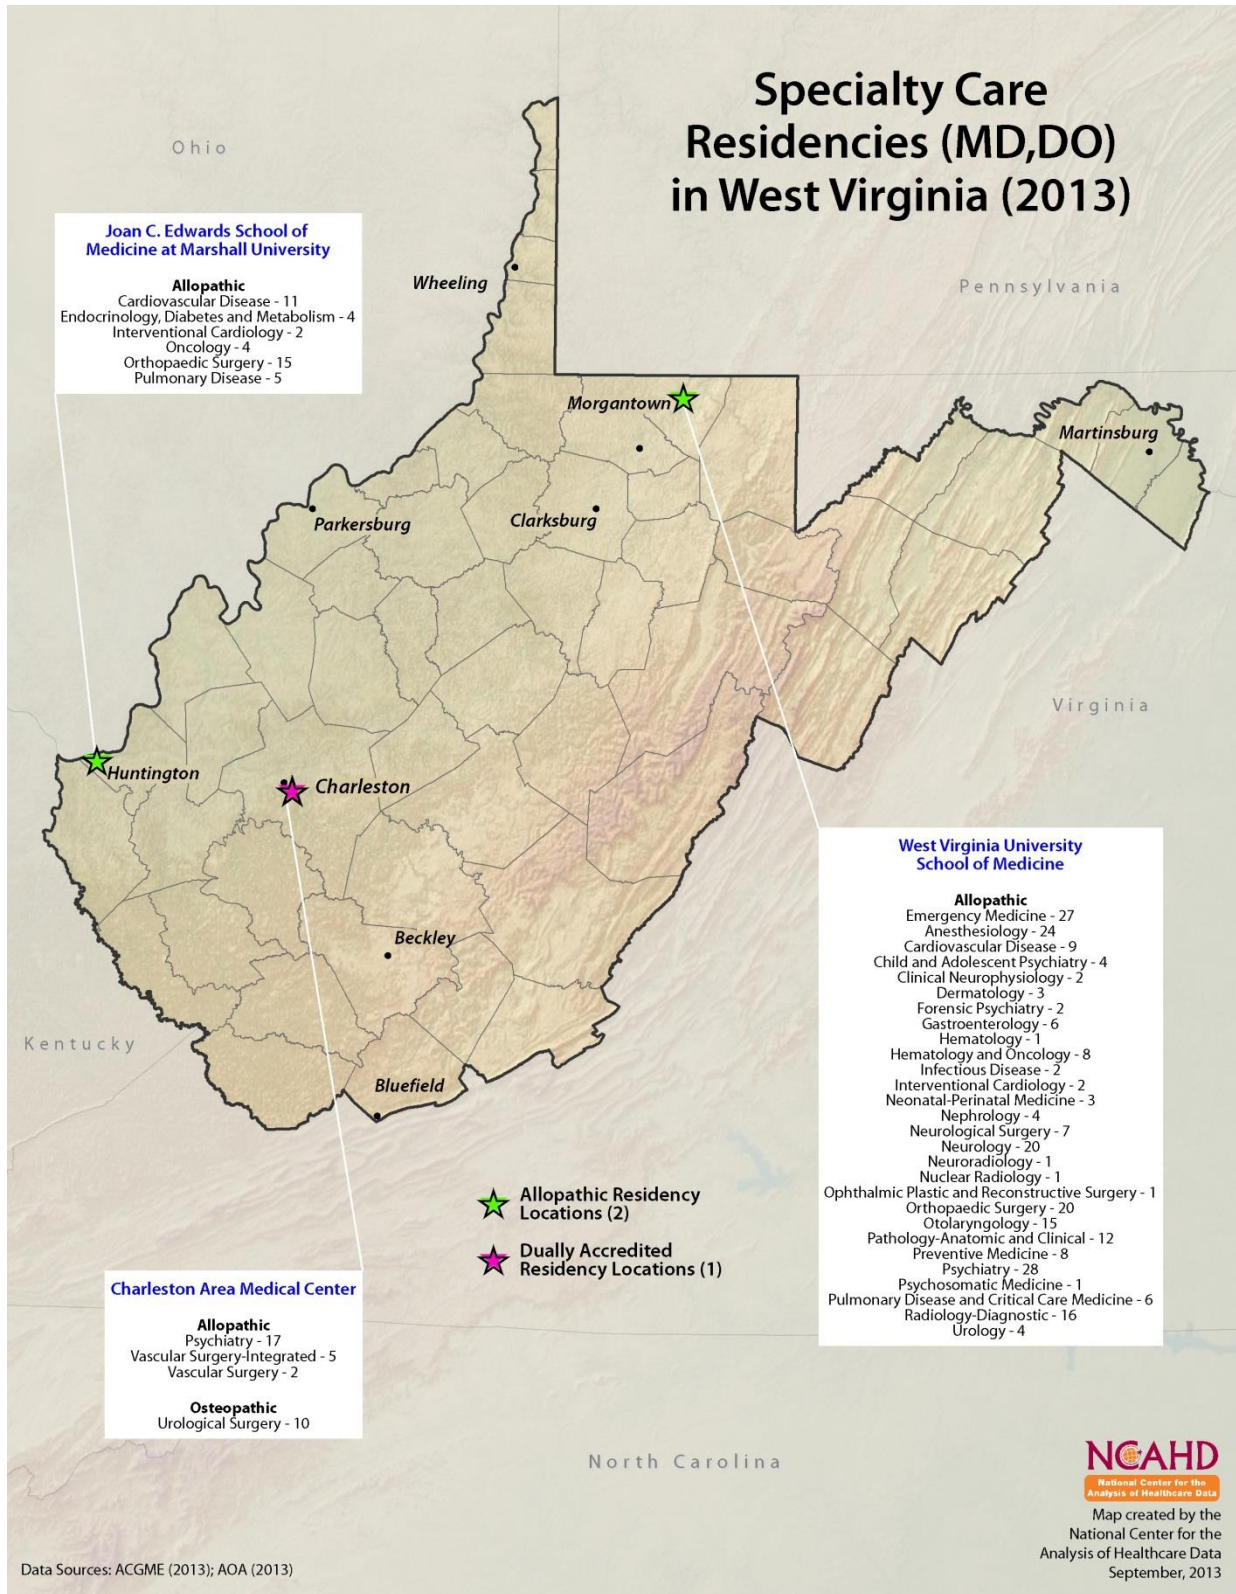 Specialty Care
Residencies (MD,DO)
in West Virginia (2013)
Ohio
Pennsylvania
Virginia
Kentucky
North Carolina
Joan C. Edwards School of
Medicine at Marshall University
Allopathic
Cardiovascular Disease - 11
Endocrinology, Diabetes and Metabolism - 4
Interventional Cardiology - 2
Oncology - 4
Orthopaedic Surgery - 15
Pulmonary Disease - 5
Wheeling
Morgantown
Martinsburg
Parkersburg
Clarksburg
Huntington
Charleston
Beckley
Bluefield
West Virginia University
School of Medicine
Allopathic
Emergency Medicine - 27
Anesthesiology - 24
Cardiovascular Disease - 9
Child and Adolescent Psychiatry - 4
Clinical Neurophysiology - 2
Dermatology - 3
Forensic Psychiatry - 2
Gastroenterology - 6
Hematology - 1
Hematology and Oncology - 8
Infectious Disease - 2
Interventional Cardiology - 2
Neonatal-Perinatal Medicine - 3
Nephrology - 4
Neurological Surgery - 7
Neurology - 20
Neuroradiology - 1
Nuclear Radiology - 1
Ophthalmic Plastic and Reconstructive Surgery - 1
Orthopaedic Surgery - 20
Otolaryngology - 15
Pathology-Anatomic and Clinical - 12
Preventive Medicine - 8
Psychiatry - 28
Psychosomatic Medicine - 1
Pulmonary Disease and Critical Care Medicine - 6
Radiology-Diagnostic - 16
Urology - 4
Allopathic Residency
Locations (2)
Dually Accredited
Residency Locations (1)
Charleston Area Medical Center
Allopathic
Psychiatry - 17
Vascular Surgery-Integrated - 5
Vascular Surgery - 2
Osteopathic
Urological Surgery - 10
NCAHD
National Center for the
Analysis of Healthcare Data
Map created by the
National Center for the
Analysis of Healthcare Data
September, 2013
Data Sources: ACGME (2013); AOA (2013)